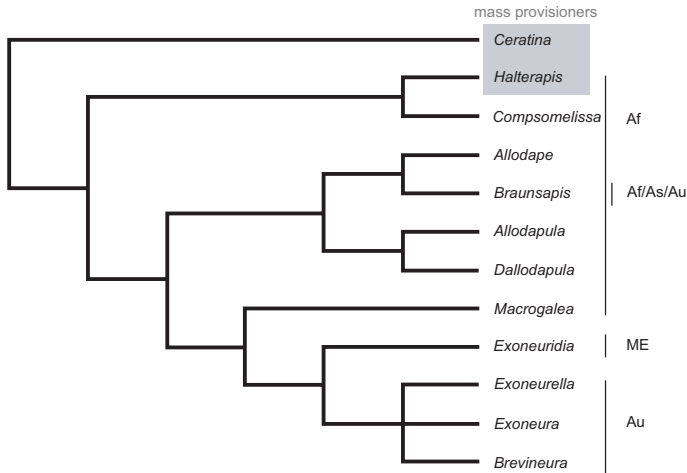 mass provisioners
Ceratina
Halterapis
Compsomelissa
Af
Allodape
Braunsapis
Af/As/Au
Allodapula
Dallodapula
Macrogalea
Exoneuridia
ME
Exoneurella
Exoneura
Au
Brevineura